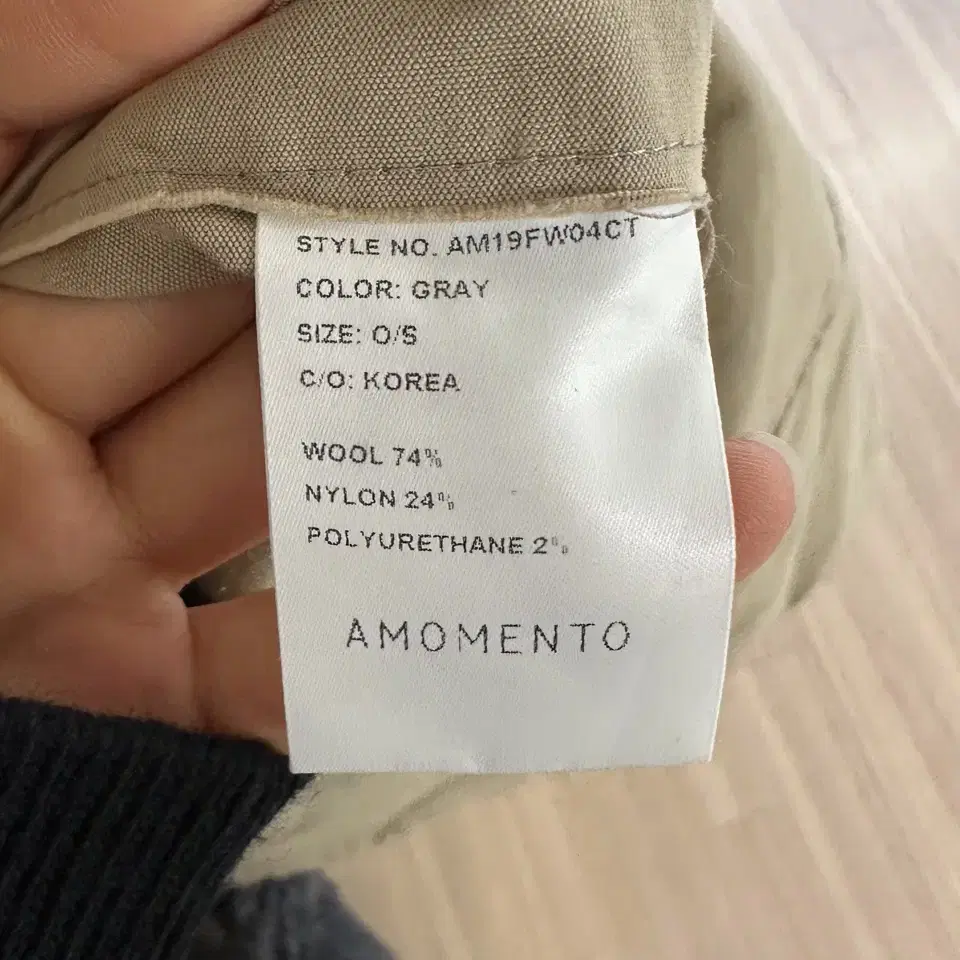 STYLE NO. AM19FW04CT
COLOR: GRAY
SIZE: O/S
C/O: KOREA
WOOL 74%
NYLON 24%
POLYURETHANE 2%
AMOMENTO